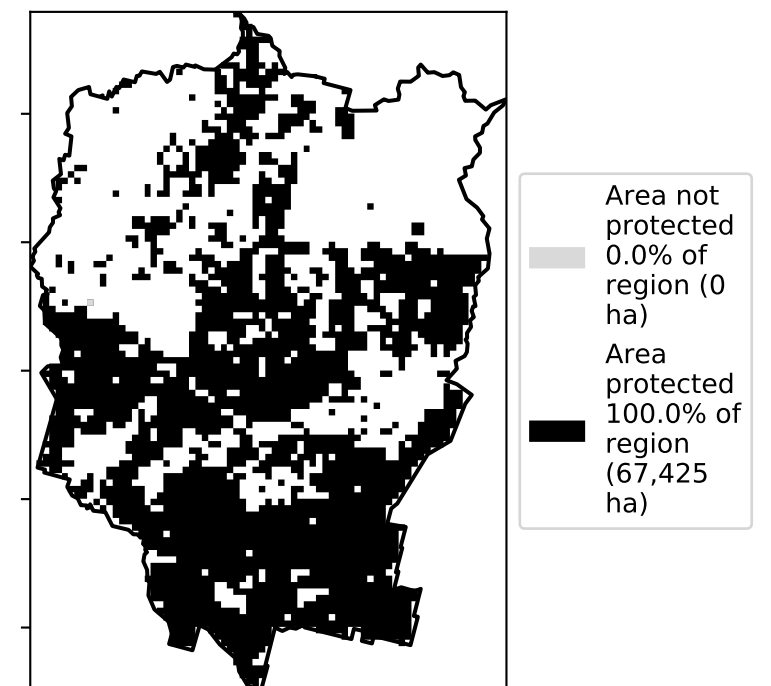 Area not
protected
0.0% of
region (0
ha)
Area
protected
100.0% of
region
(67,425
ha)